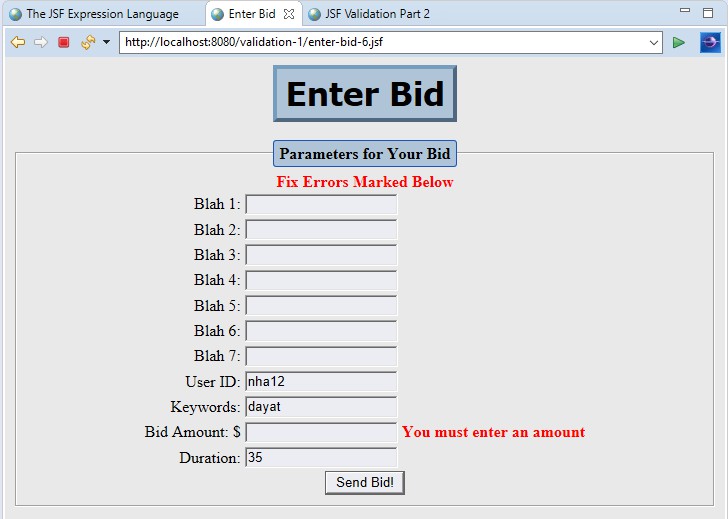 The JSF Expression Language Enter Bid JSF Validation Part 2
http://localhost:8080/validation-1/enter-bid-6.jsf
Enter Bid
Parameters for Your Bid
Fix Errors Marked Below
Blah 1:
Blah 2:
Blah 3:
Blah 4:
Blah 5:
Blah 6:
Blah 7:
User ID: nha12
Keywords: dayat
Bid Amount: $ You must enter an amount
Duration: 35
Send Bid!